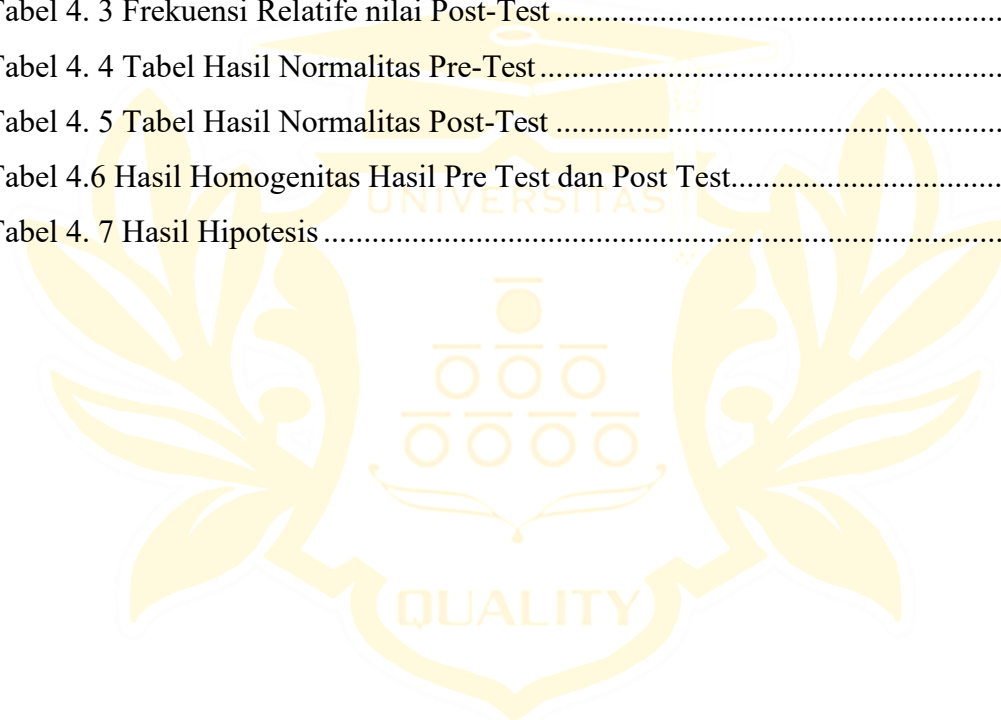 Tabel 4. 3 Frekuensi Relatife nilai Post-Test ........................................................
Tabel 4. 4 Tabel Hasil Normalitas Pre-Test ..........................................................
Tabel 4. 5 Tabel Hasil Normalitas Post-Test ........................................................
Tabel 4.6 Hasil Homogenitas Hasil Pre Test dan Post Test.................................
Tabel 4. 7 Hasil Hipotesis ....................................................................................
UNIVERSITAS
QUALITY